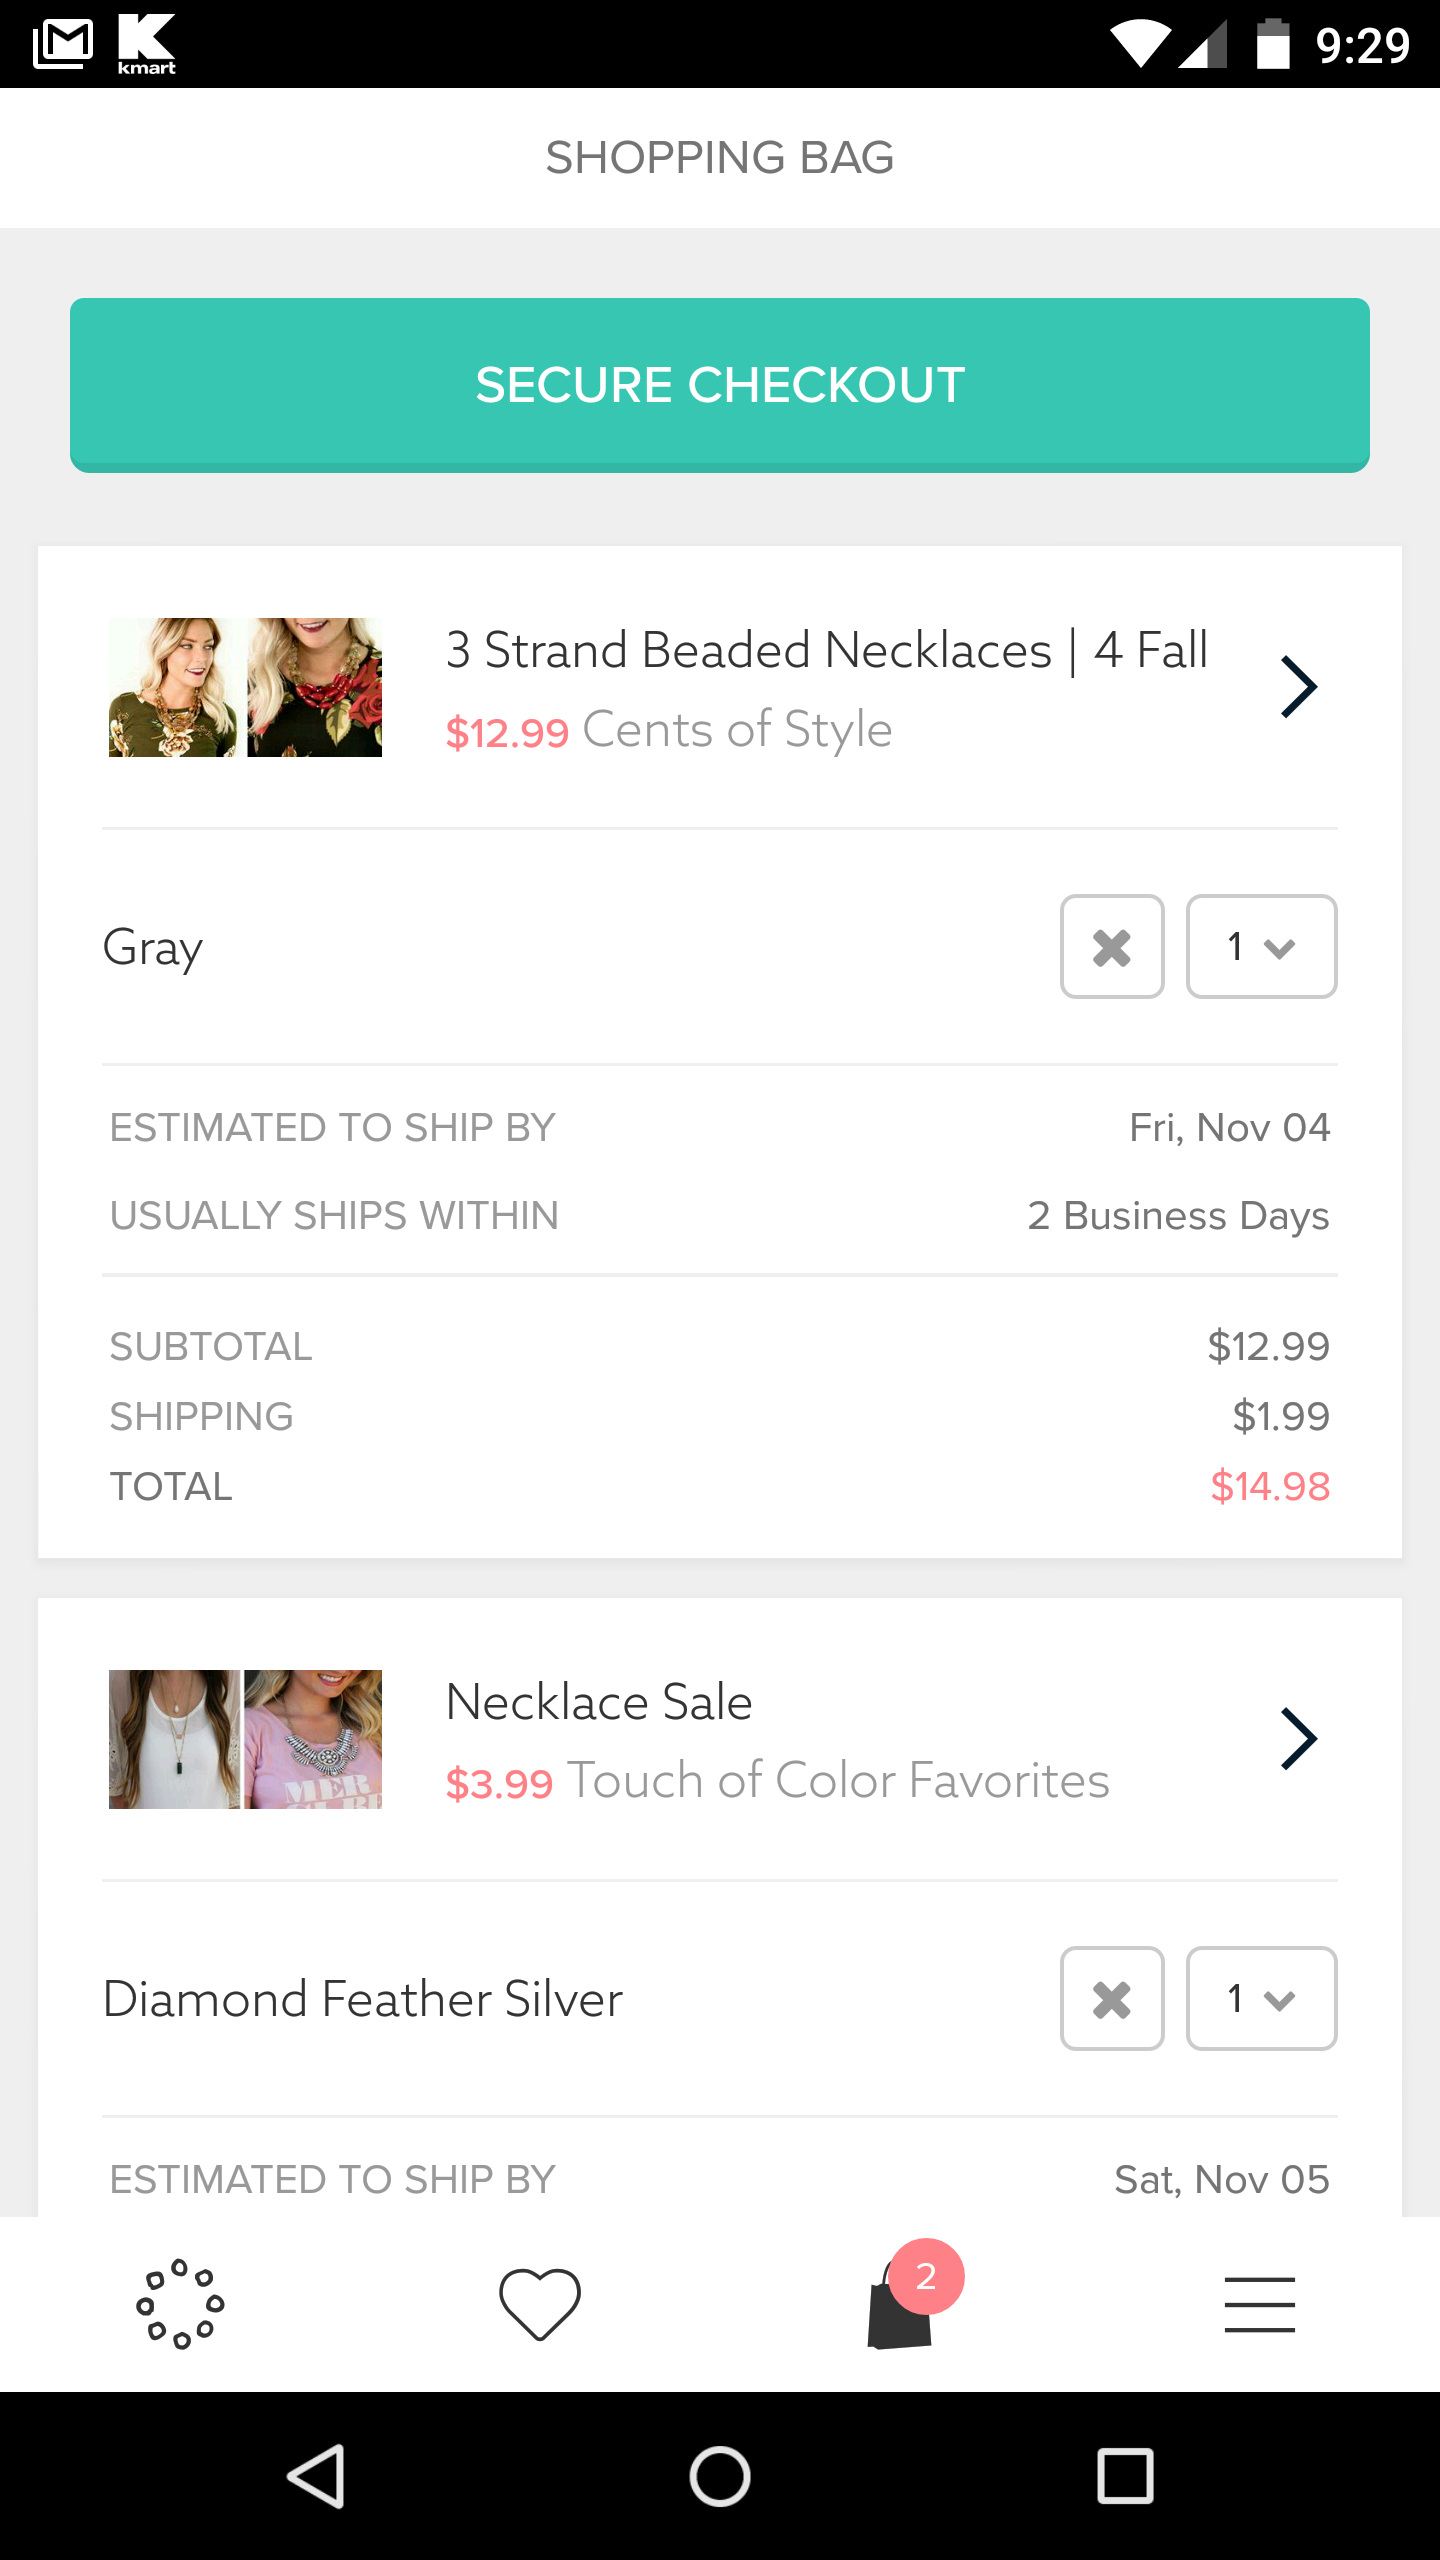 kmart
9:29
SHOPPING BAG
SECURE CHECKOUT
3 Strand Beaded Necklaces | 4 Fall
$12.99 Cents of Style
Gray
1
ESTIMATED TO SHIP BY
Fri, Nov 04
USUALLY SHIPS WITHIN
2 Business Days
SUBTOTAL
$12.99
SHIPPING
$1.99
TOTAL
$14.98
Necklace Sale
$3.99 Touch of Color Favorites
MER
Diamond Feather Silver
1
ESTIMATED TO SHIP BY
Sat, Nov 05
2